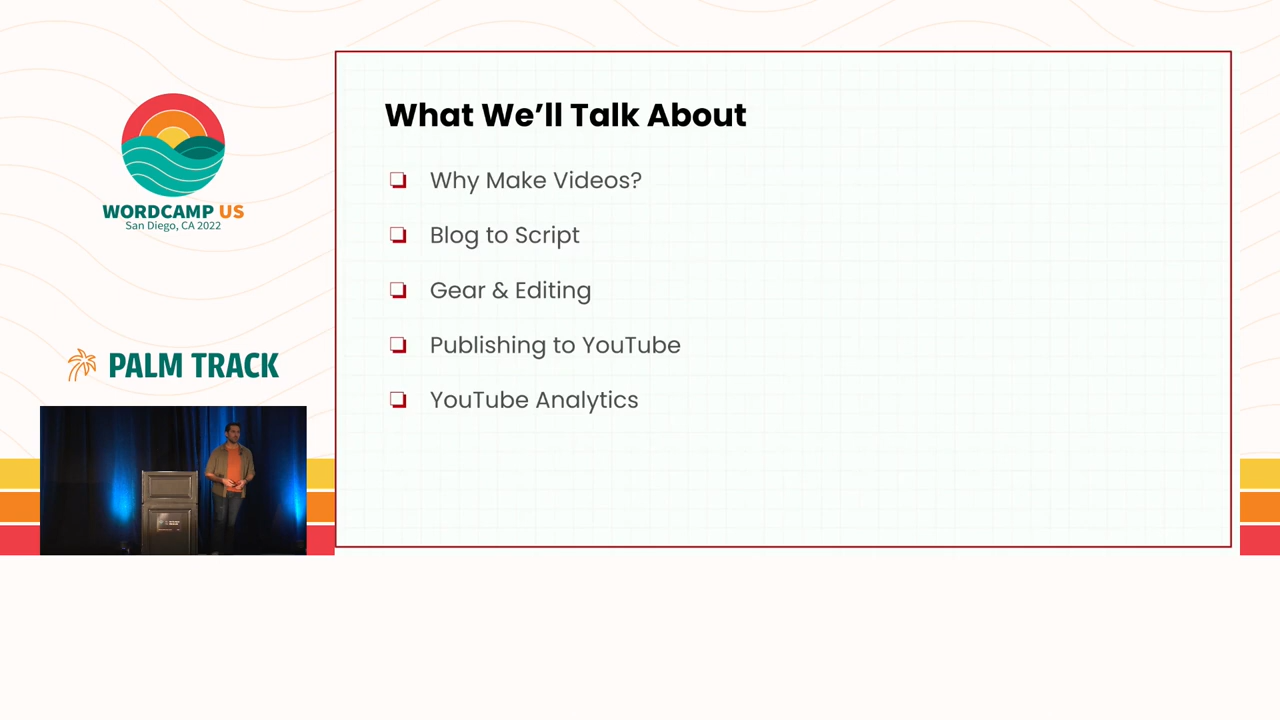 WORDCAMP US
San Diego, CA 2022
PALM TRACK
What We’ll Talk About
Why Make Videos?
Blog to Script
Gear & Editing
Publishing to YouTube
YouTube Analytics